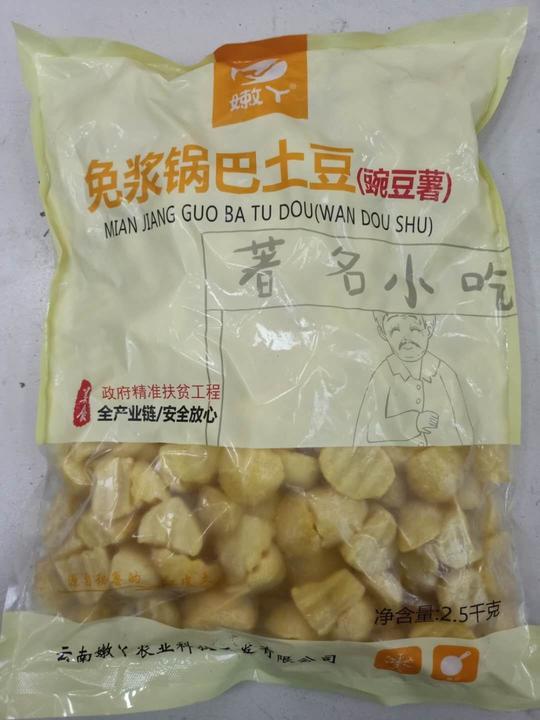 嫩丫
免浆锅巴土豆(豌豆薯)
MIAN JIANG GUO BA TU DOU(WAN DOU SHU)
著名小吃
政府精准扶贫工程
全产业链/安全放心
净含量:2.5千克
云南嫩丫农业科技开发有限公司